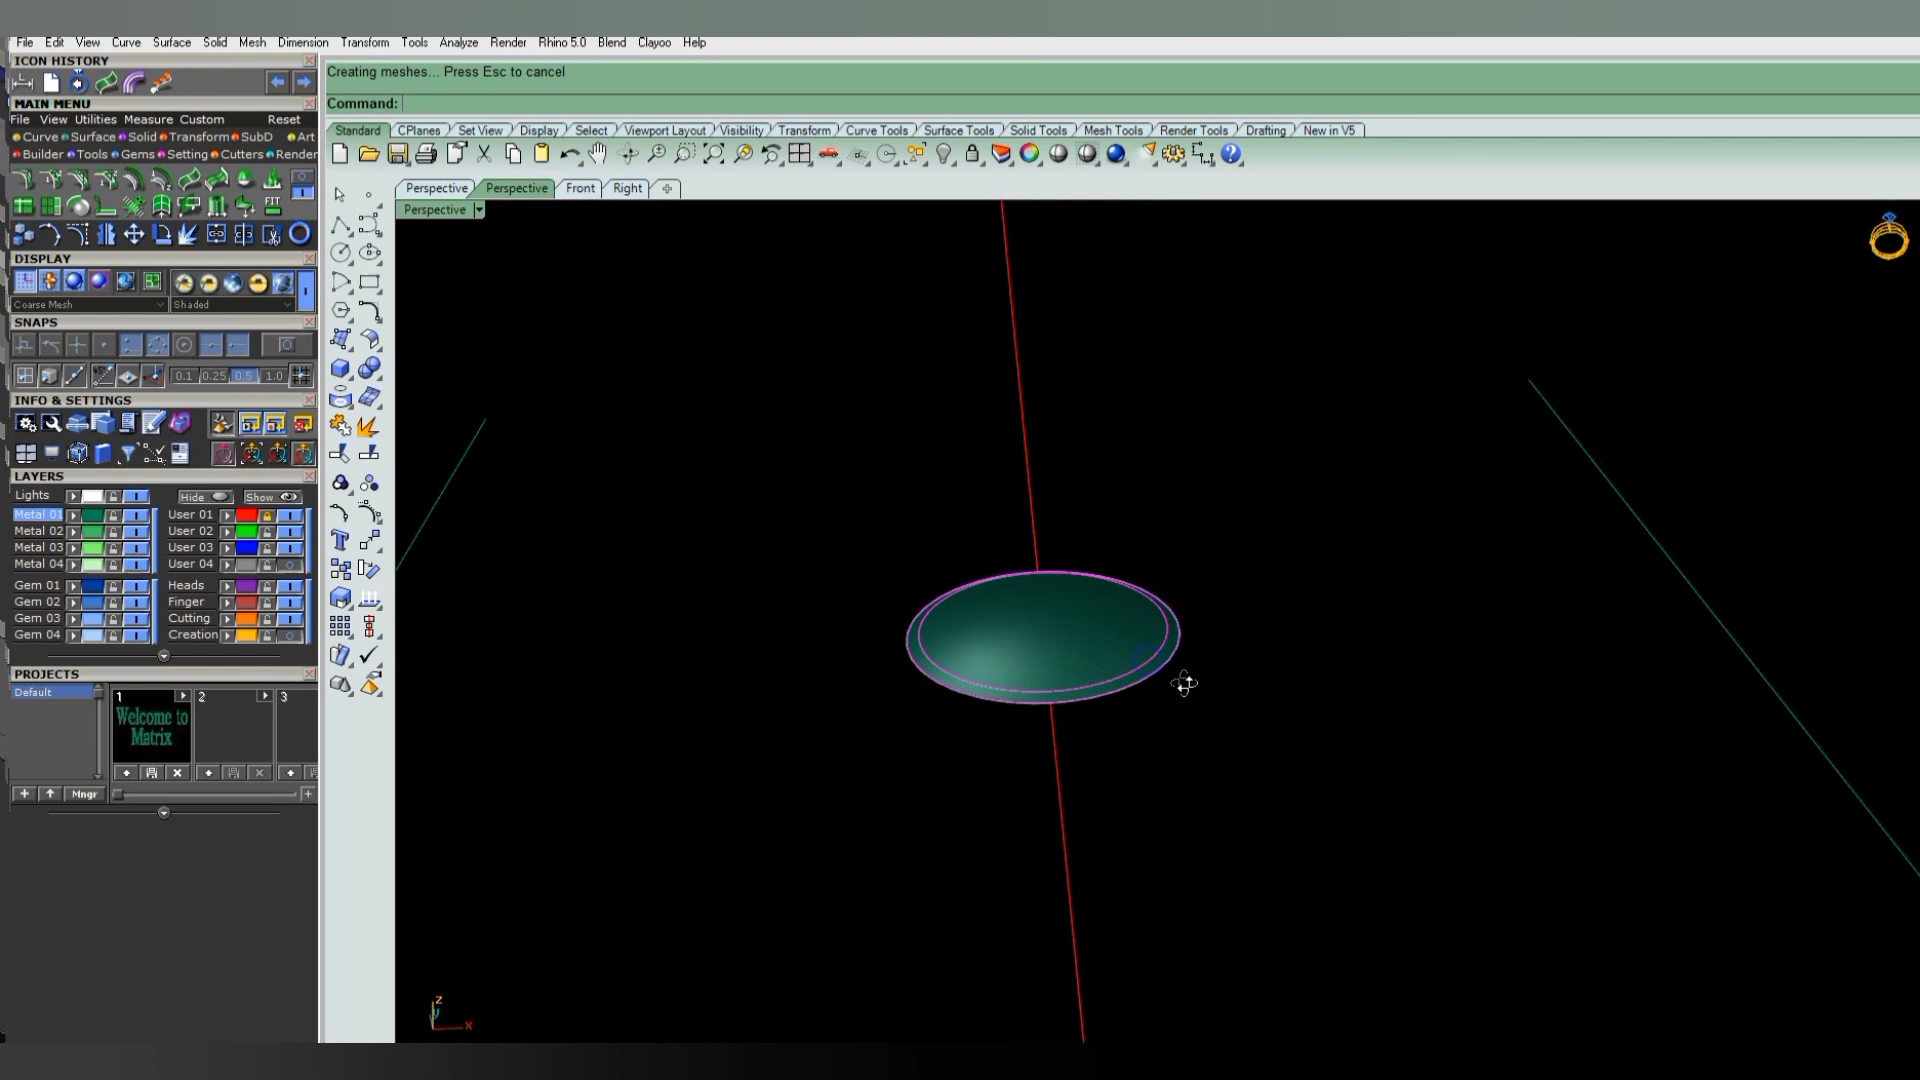 File Edit View Curve Surface Solid Mesh Dimension Transform Tools Analyze Render Rhino 5.0 Blend Clayoo Help
ICON HISTORY
MAIN MENU
File View Utilities Measure Custom Reset
Curve Surface Solid Transform SubD Art
Builder Tools Gems Setting Cutters Render
FIT
DISPLAY
Coarse Mesh Shaded
SNAPS
0.1 0.25 0.5 1.0
INFO & SETTINGS
LAYERS
Lights Hide Show
Metal 01 User 01
Metal 02 User 02
Metal 03 User 03
Metal 04 User 04
Gem 01 Heads
Gem 02 Finger
Gem 03 Cutting
Gem 04 Creation
PROJECTS
Default 1 2 3
Welcome to
Matrix
Mngr
Creating meshes... Press Esc to cancel
Command:
Standard CPlanes Set View Display Select Viewport Layout Visibility Transform Curve Tools Surface Tools Solid Tools Mesh Tools Render Tools Drafting New in V5
Perspective Perspective Front Right
Perspective
z
x